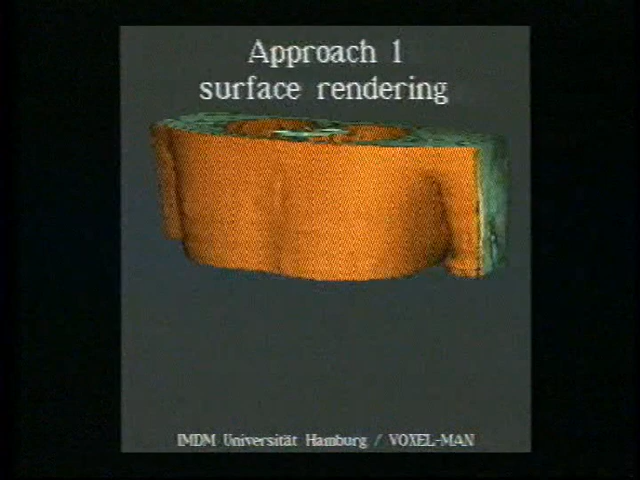 Approach 1
surface rendering
IMDM Universität Hamburg / VOXEL-MAN